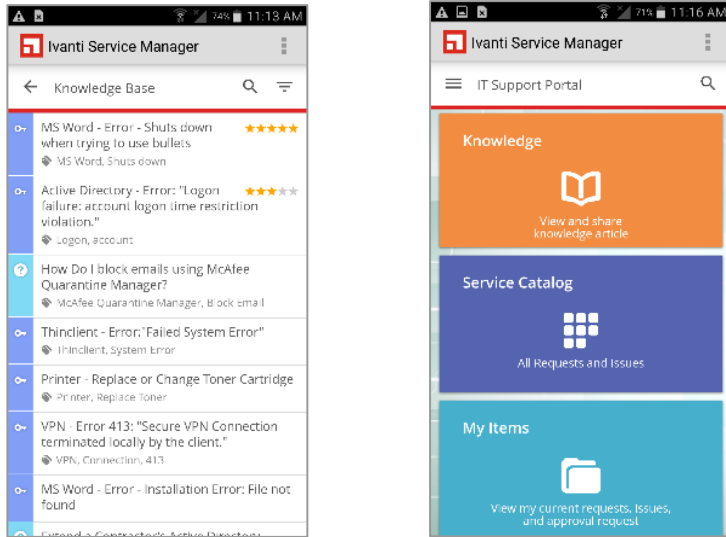 74% 11:13 AM
Ivanti Service Manager
Knowledge Base
MS Word - Error - Shuts down
when trying to use bullets
MS Word, Shuts down
Active Directory - Error: "Logon
failure: account logon time restriction
violation."
Logon, account
How Do I block emails using McAfee
Quarantine Manager?
McAfee Quarantine Manager, Block Email
Thinclient - Error:"Failed System Error"
Thinclient, System Error
Printer - Replace or Change Toner Cartridge
Printer, Replace Toner
VPN - Error 413: "Secure VPN Connection
terminated locally by the client."
VPN, Connection, 413
MS Word - Error - Installation Error: File not
found
Extend a Contractor's Active Directory
71% 11:16 AM
Ivanti Service Manager
IT Support Portal
Knowledge
View and share
knowledge article
Service Catalog
All Requests and Issues
My Items
View my current requests, issues,
and approval request